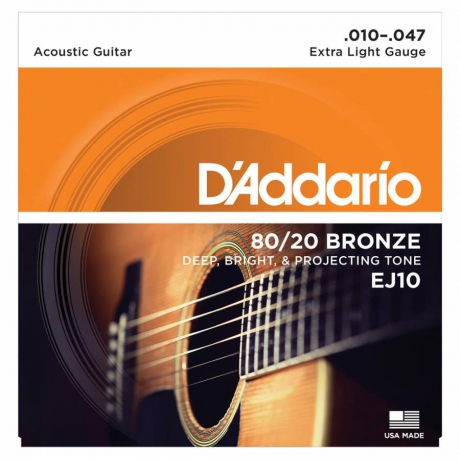 .010–.047
Acoustic Guitar
Extra Light Gauge
D'Addario
80/20 BRONZE
DEEP, BRIGHT, & PROJECTING TONE
EJ10
USA MADE